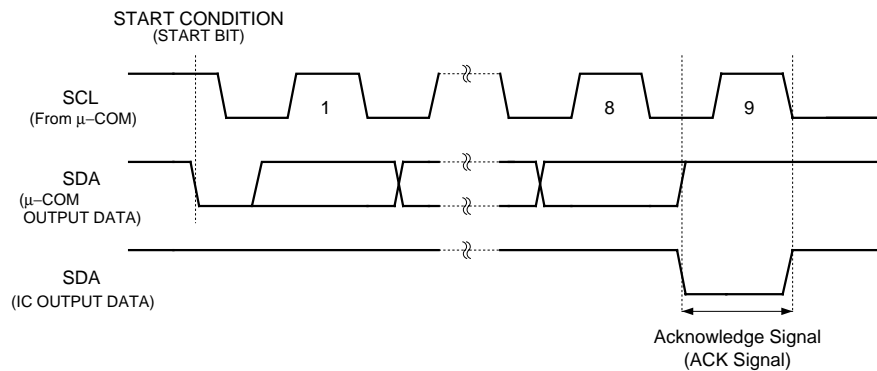 START CONDITION
(START BIT)
SCL
(From μ−COM)
1
8
9
SDA
(μ−COM
OUTPUT DATA)
SDA
(IC OUTPUT DATA)
Acknowledge Signal
(ACK Signal)